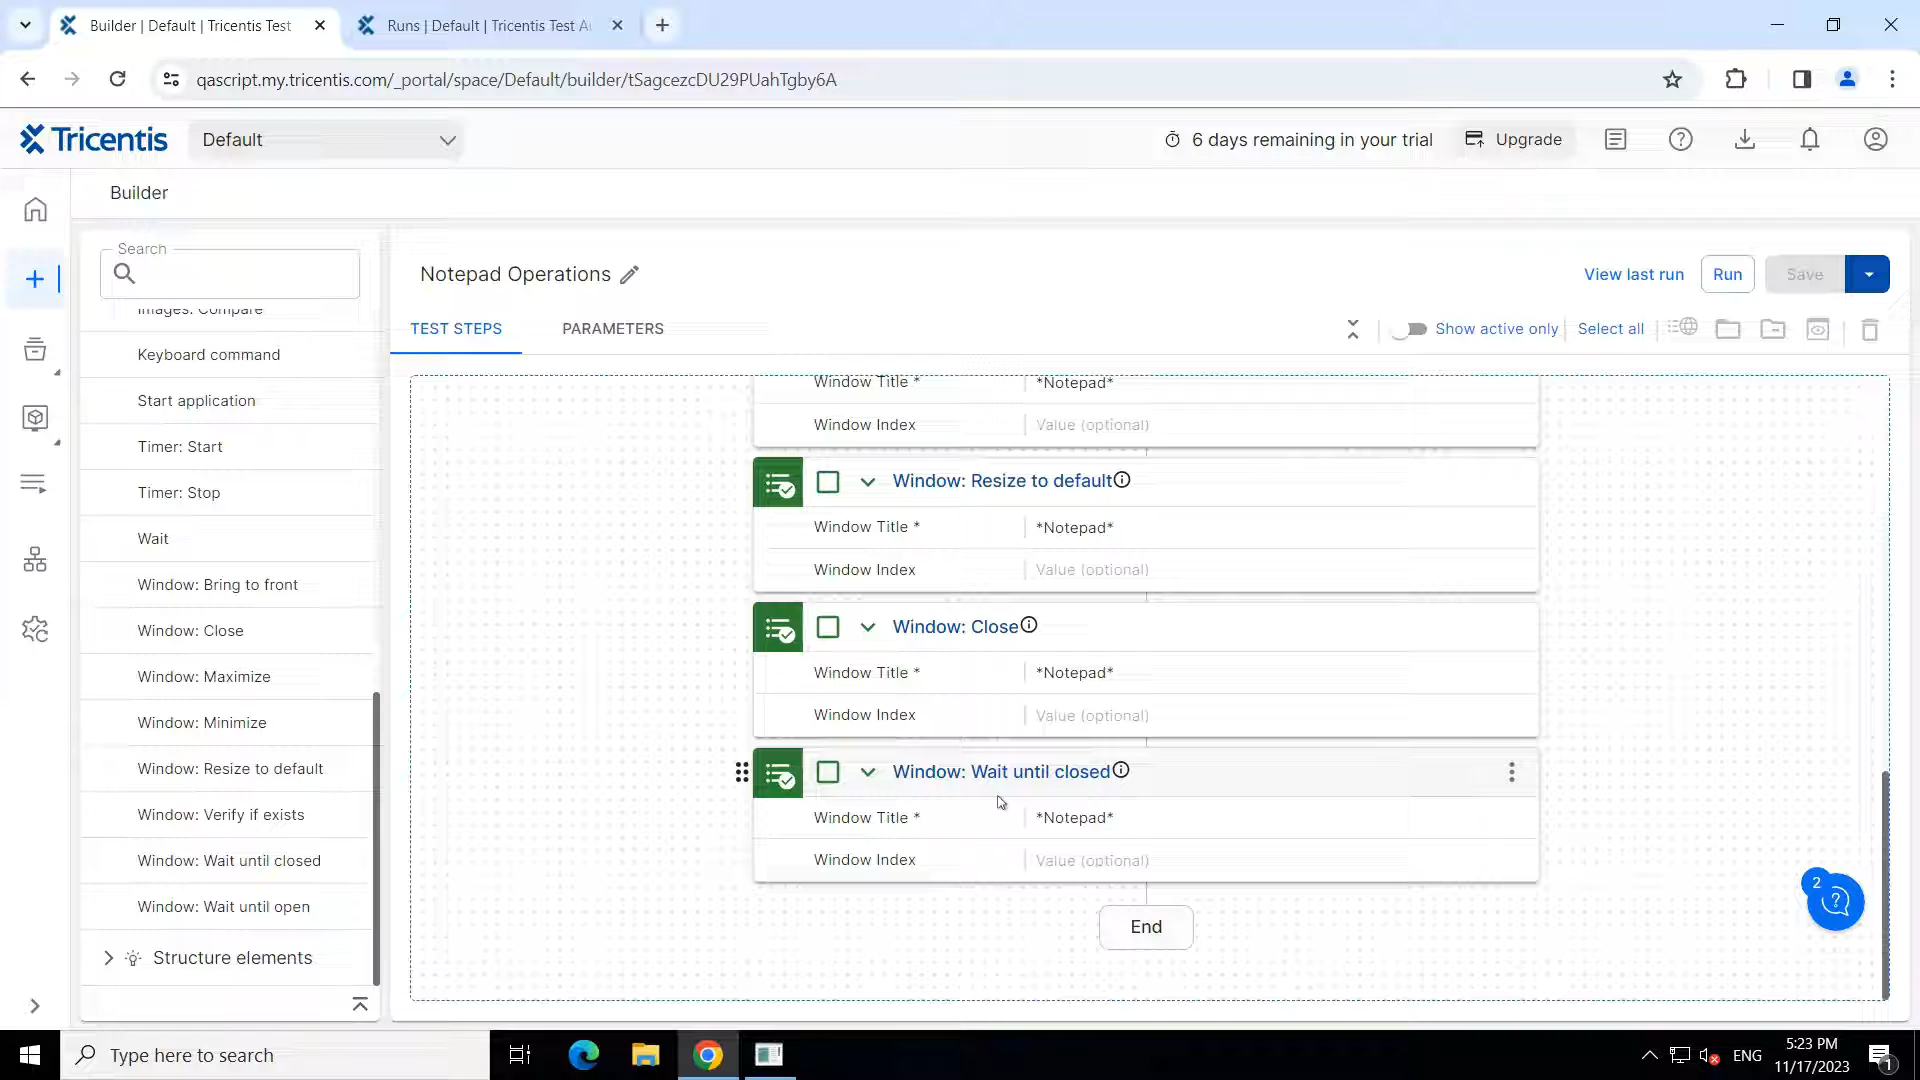 Builder | Default | Tricentis Test
Runs | Default | Tricentis Test Au
qascript.my.tricentis.com/_portal/space/Default/builder/tSagcezcDU29PUahTgby6A
Tricentis
Default
6 days remaining in your trial
Upgrade
Builder
Search
Notepad Operations
View last run
Run
Save
TEST STEPS
PARAMETERS
Show active only
Select all
Images: Compare
Keyboard command
Start application
Timer: Start
Timer: Stop
Wait
Window: Bring to front
Window: Close
Window: Maximize
Window: Minimize
Window: Resize to default
Window: Verify if exists
Window: Wait until closed
Window: Wait until open
Structure elements
Window Title * *Notepad*
Window Index Value (optional)
Window: Resize to default
Window Title * *Notepad*
Window Index Value (optional)
Window: Close
Window Title * *Notepad*
Window Index Value (optional)
Window: Wait until closed
Window Title * *Notepad*
Window Index Value (optional)
End
2
Type here to search
ENG
5:23 PM
11/17/2023
1